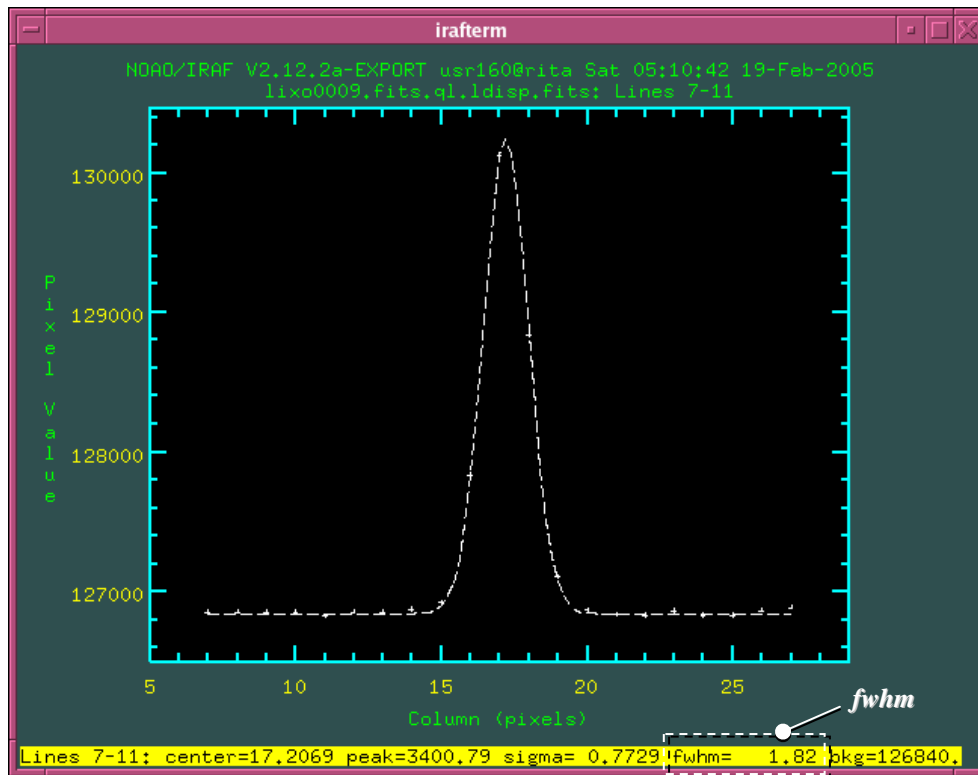 irafterm
NOAO/IRAF V2.12.2a-EXPORT usr160@rita Sat 05:10:42 19-Feb-2005
lixo0009.fits.ql.ldisp.fits: Lines 7-11
130000
129000
128000
127000
Pixel Value
5 10 15 20 25
Column (pixels)
fwhm
Lines 7-11: center=17.2069 peak=3400.79 sigma= 0.7729 fwhm= 1.82 bkg=126840.